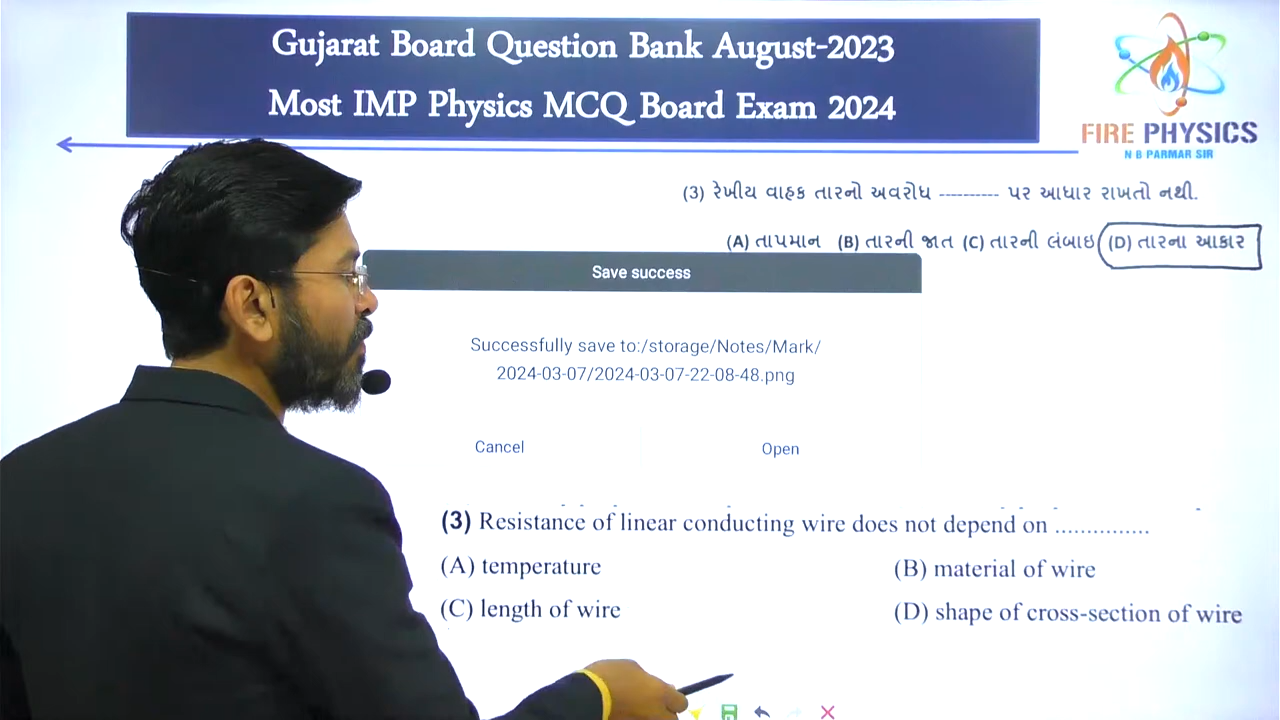 Gujarat Board Question Bank August-2023
Most IMP Physics MCQ Board Exam 2024
FIRE PHYSICS
N B PARMAR SIR
(3) રેખીય વાહક તારનો અવરોધ ---------- પર આધાર રાખતો નથી.
(A) તાપમાન (B) તારની જાત (C) તારની લંબાઇ (D) તારના આકાર
Save success
Successfully save to:/storage/Notes/Mark/
2024-03-07/2024-03-07-22-08-48.png
Cancel Open
(3) Resistance of linear conducting wire does not depend on ...............
(A) temperature (B) material of wire
(C) length of wire (D) shape of cross-section of wire